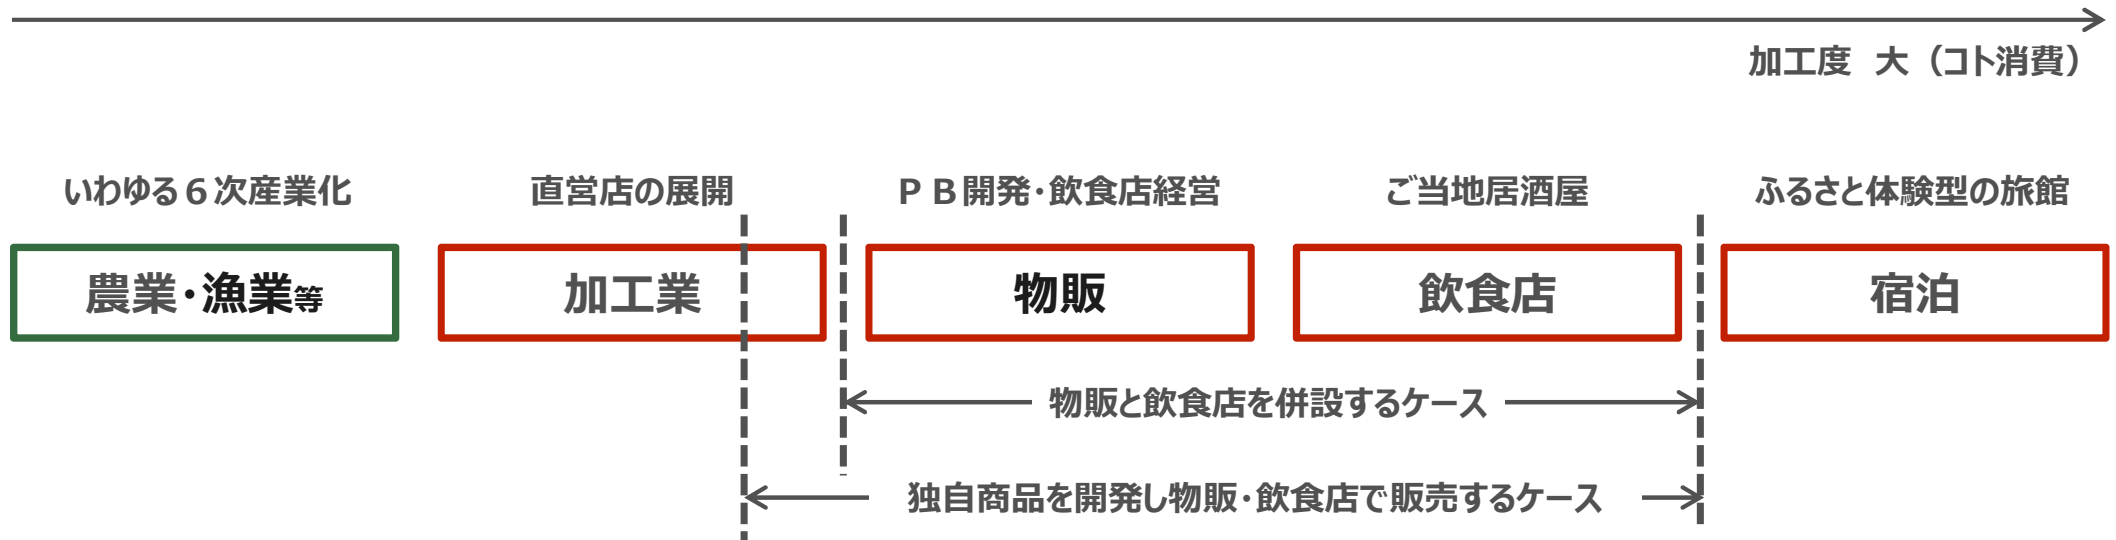 加工度　大（コト消費）
いわゆる６次産業化
直営店の展開
ＰＢ開発・飲食店経営
ご当地居酒屋
ふるさと体験型の旅館
農業・漁業等
加工業
物販
飲食店
宿泊
物販と飲食店を併設するケース
独自商品を開発し物販・飲食店で販売するケース